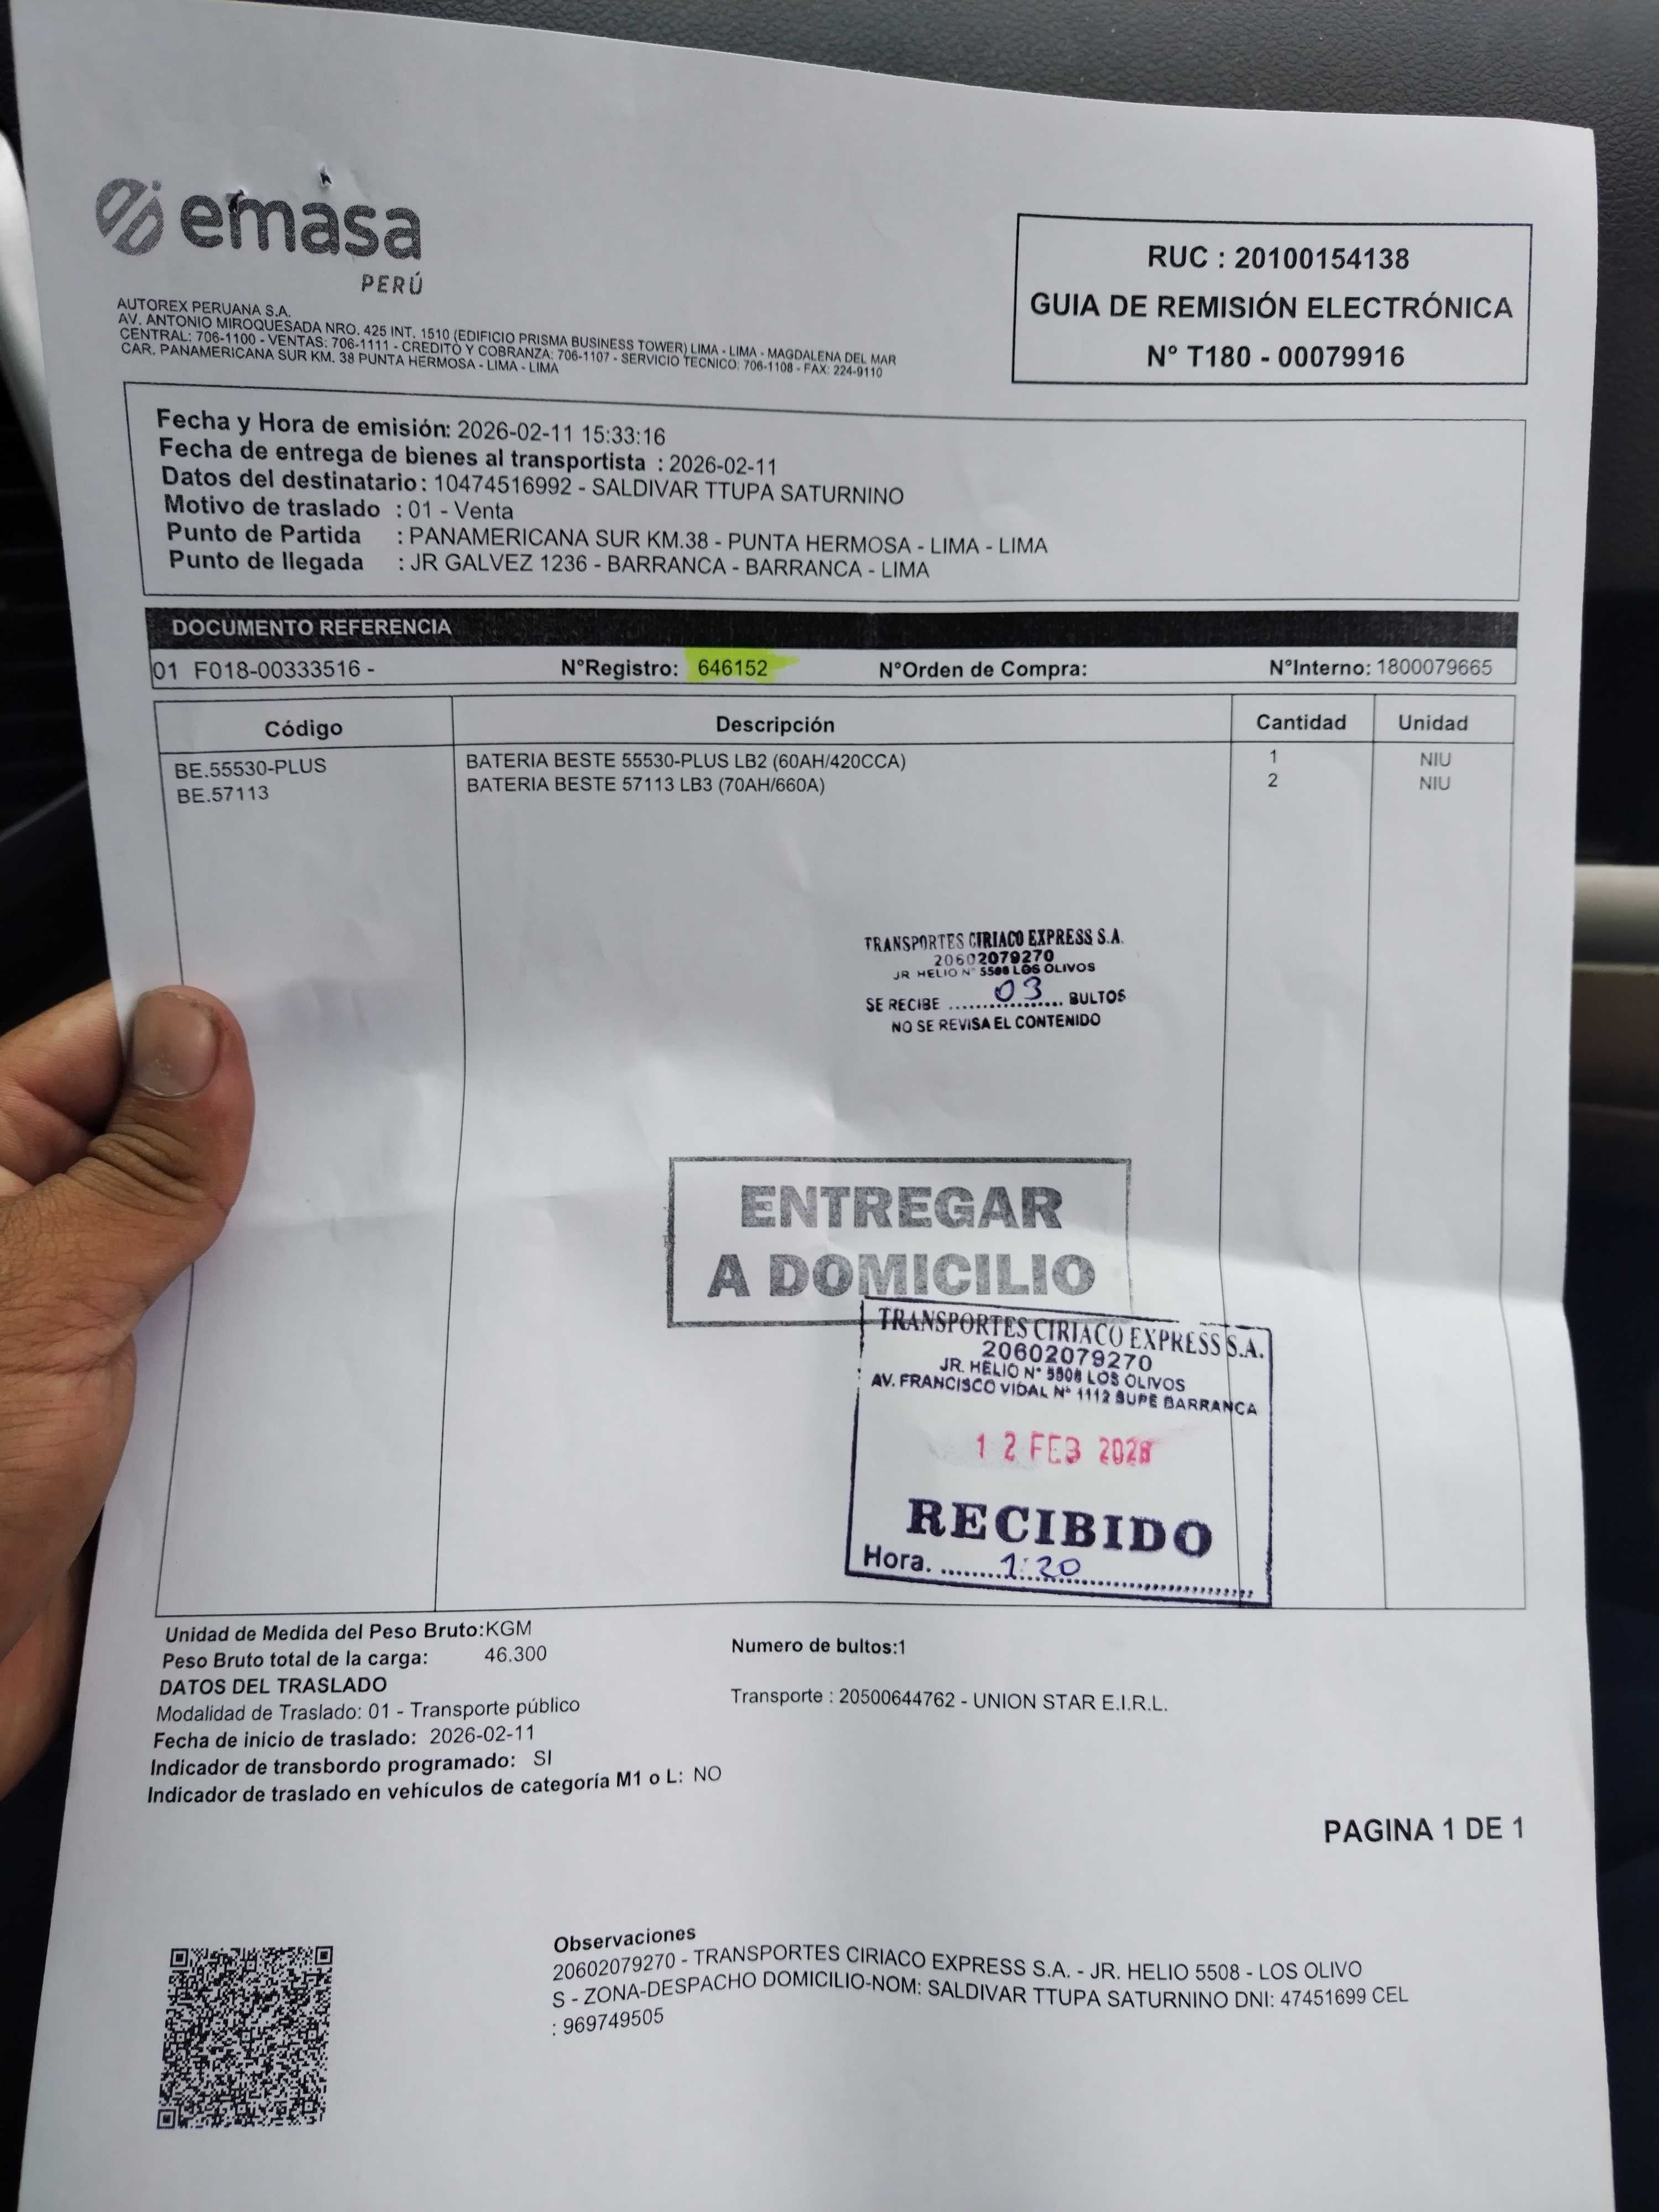 emasa
PERÚ
AUTOREX PERUANA S.A.
AV. ANTONIO MIROQUESADA NRO. 425 INT. 1510 (EDIFICIO PRISMA BUSINESS TOWER) LIMA - LIMA - MAGDALENA DEL MAR
CENTRAL: 706-1100 - VENTAS: 706-1111 - CREDITO Y COBRANZA: 706-1107 - SERVICIO TECNICO: 706-1108 - FAX: 224-9110
CAR. PANAMERICANA SUR KM. 38 PUNTA HERMOSA - LIMA - LIMA
RUC : 20100154138
GUIA DE REMISIÓN ELECTRÓNICA
N° T180 - 00079916
Fecha y Hora de emisión: 2026-02-11 15:33:16
Fecha de entrega de bienes al transportista : 2026-02-11
Datos del destinatario : 10474516992 - SALDIVAR TTUPA SATURNINO
Motivo de traslado : 01 - Venta
Punto de Partida : PANAMERICANA SUR KM.38 - PUNTA HERMOSA - LIMA - LIMA
Punto de llegada : JR GALVEZ 1236 - BARRANCA - BARRANCA - LIMA
DOCUMENTO REFERENCIA
01 F018-00333516 - N°Registro: 646152 N°Orden de Compra: N°Interno: 1800079665
Código Descripción Cantidad Unidad
BE.55530-PLUS BATERIA BESTE 55530-PLUS LB2 (60AH/420CCA) 1 NIU
BE.57113 BATERIA BESTE 57113 LB3 (70AH/660A) 2 NIU
TRANSPORTES CIRIACO EXPRESS S.A.
20602079270
JR HELIO N° 5508 LOS OLIVOS
SE RECIBE 03 BULTOS
NO SE REVISA EL CONTENIDO
ENTREGAR
A DOMICILIO
TRANSPORTES CIRIACO EXPRESS S.A.
20602079270
JR. HELIO N° 5508 LOS OLIVOS
AV. FRANCISCO VIDAL N° 1112 SUPE BARRANCA
12 FEB 2026
RECIBIDO
Hora. 1:20
Unidad de Medida del Peso Bruto:KGM
Peso Bruto total de la carga: 46.300
Numero de bultos:1
DATOS DEL TRASLADO
Modalidad de Traslado: 01 - Transporte público
Transporte : 20500644762 - UNION STAR E.I.R.L.
Fecha de inicio de traslado: 2026-02-11
Indicador de transbordo programado: SI
Indicador de traslado en vehículos de categoría M1 o L: NO
PAGINA 1 DE 1
Observaciones
20602079270 - TRANSPORTES CIRIACO EXPRESS S.A. - JR. HELIO 5508 - LOS OLIVO
S - ZONA-DESPACHO DOMICILIO-NOM: SALDIVAR TTUPA SATURNINO DNI: 47451699 CEL
: 969749505